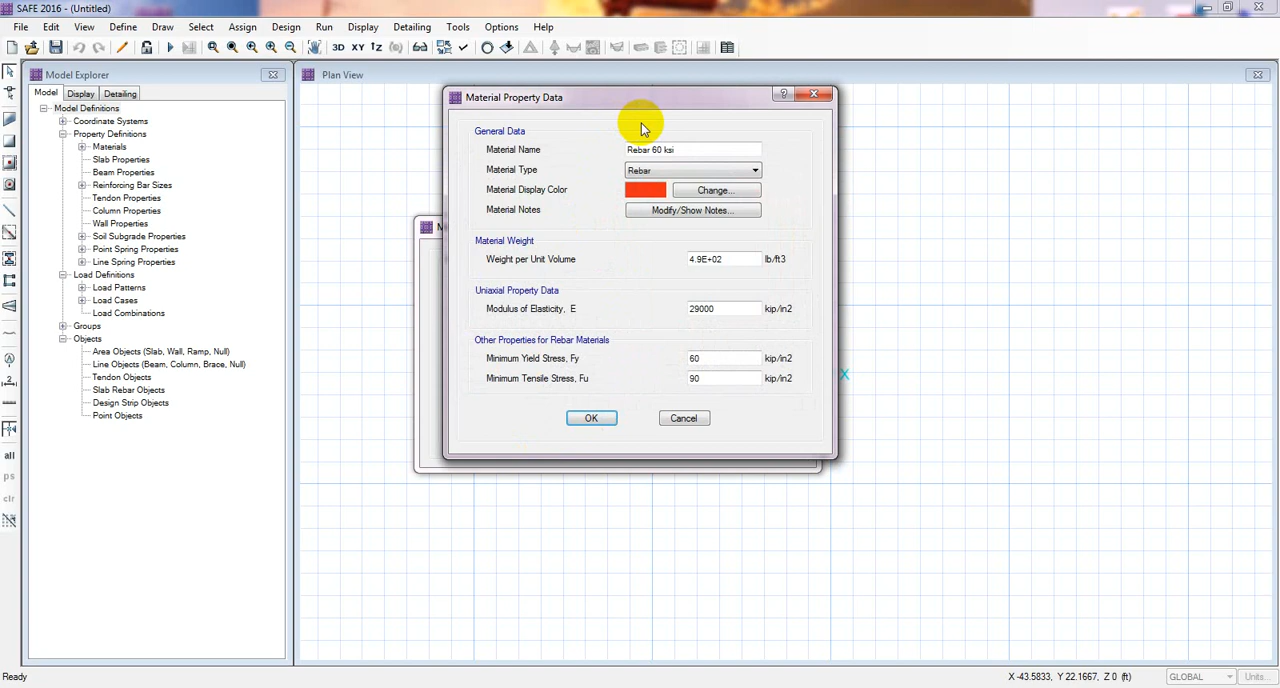 SAFE 2016 - (Untitled)
File Edit View Define Draw Select Assign Design Run Display Detailing Tools Options Help
3D XY
Model Explorer
Plan View
Model Display Detailing
Model Definitions
Coordinate Systems
Property Definitions
Materials
Slab Properties
Beam Properties
Reinforcing Bar Sizes
Tendon Properties
Column Properties
Wall Properties
Soil Subgrade Properties
Point Spring Properties
Line Spring Properties
Load Definitions
Load Patterns
Load Cases
Load Combinations
Groups
Objects
Area Objects (Slab, Wall, Ramp, Null)
Line Objects (Beam, Column, Brace, Null)
Tendon Objects
Slab Rebar Objects
Design Strip Objects
Point Objects
all
ps
clr
Material Property Data
General Data
Material Name Rebar 60 ksi
Material Type Rebar
Material Display Color Change...
Material Notes Modify/Show Notes...
Material Weight
Weight per Unit Volume 4.9E+02 lb/ft3
Uniaxial Property Data
Modulus of Elasticity, E 29000 kip/in2
Other Properties for Rebar Materials
Minimum Yield Stress, Fy 60 kip/in2
Minimum Tensile Stress, Fu 90 kip/in2
OK Cancel
X
Ready
X -43.5833, Y 22.1667, Z 0 (ft) GLOBAL Units...